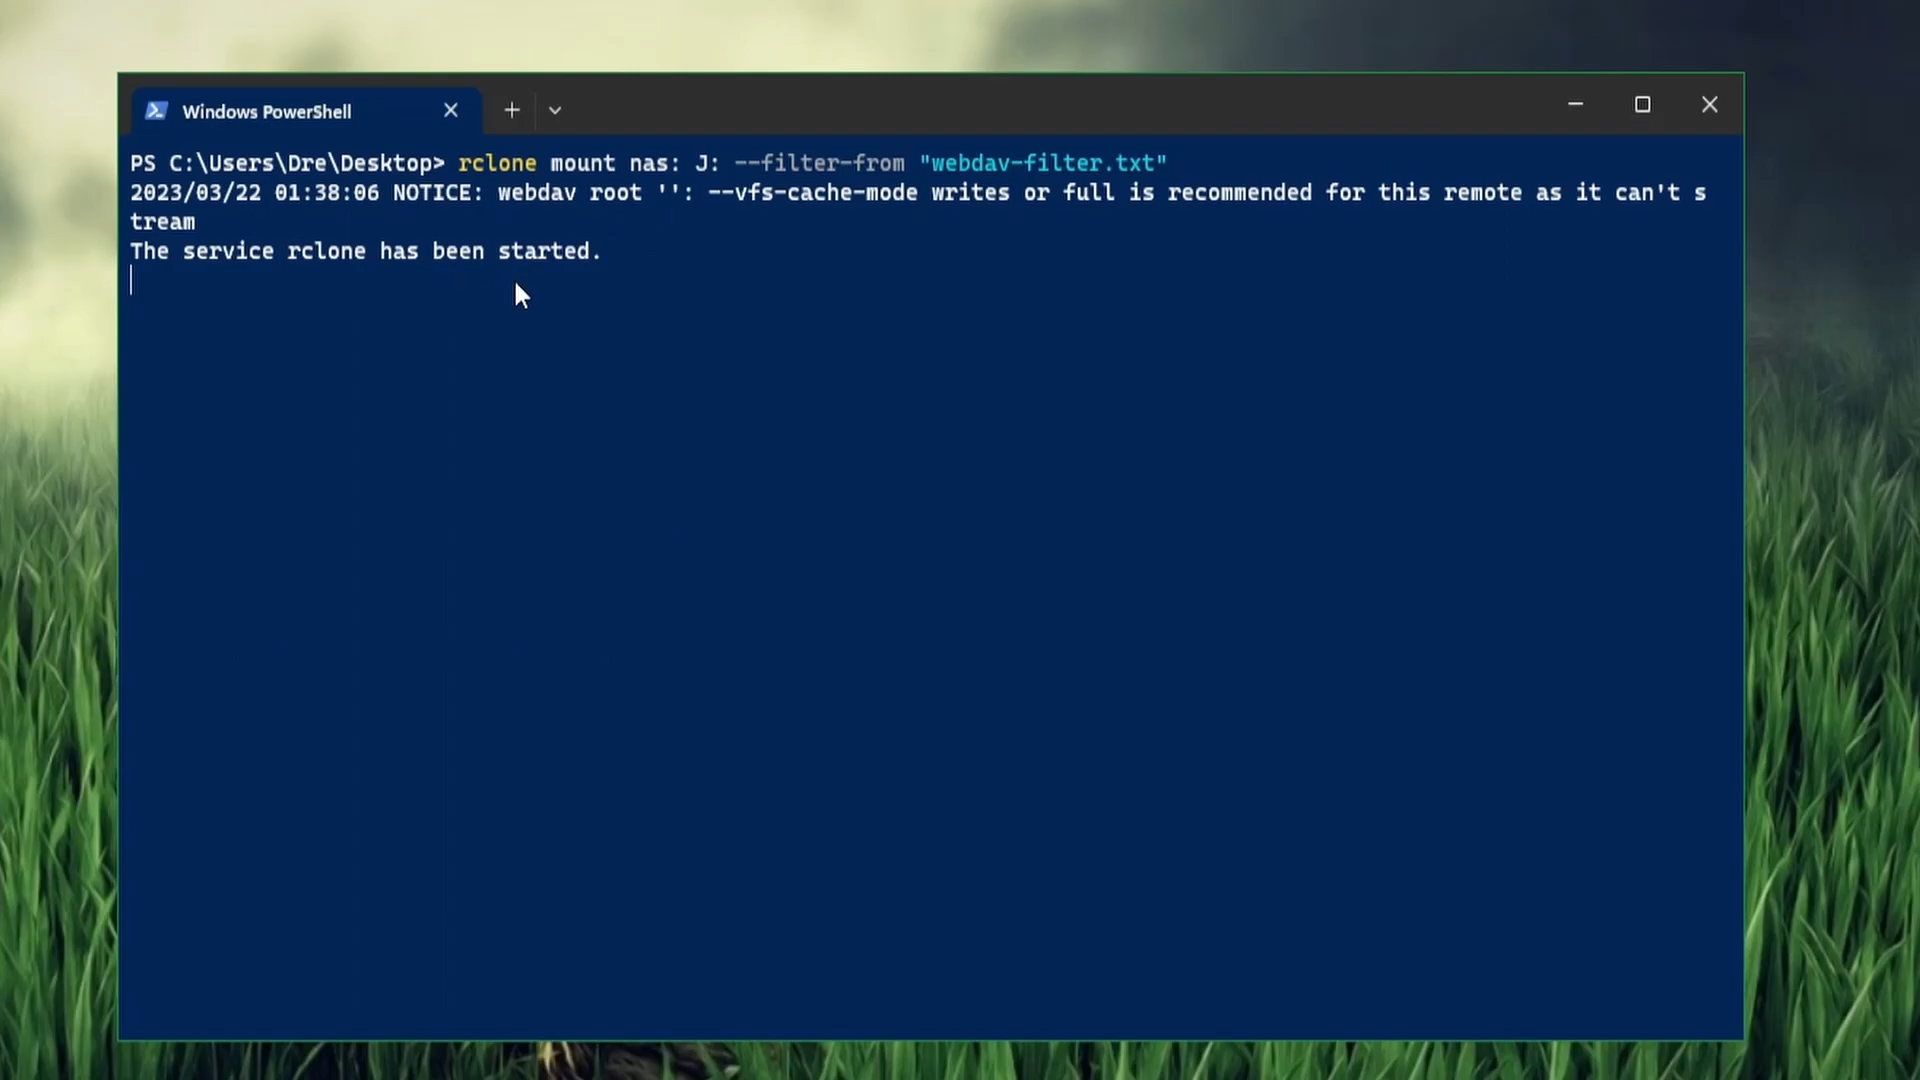 Windows PowerShell
PS C:\Users\Dre\Desktop> rclone mount nas: J: --filter-from "webdav-filter.txt"
2023/03/22 01:38:06 NOTICE: webdav root '': --vfs-cache-mode writes or full is recommended for this remote as it can't s
tream
The service rclone has been started.